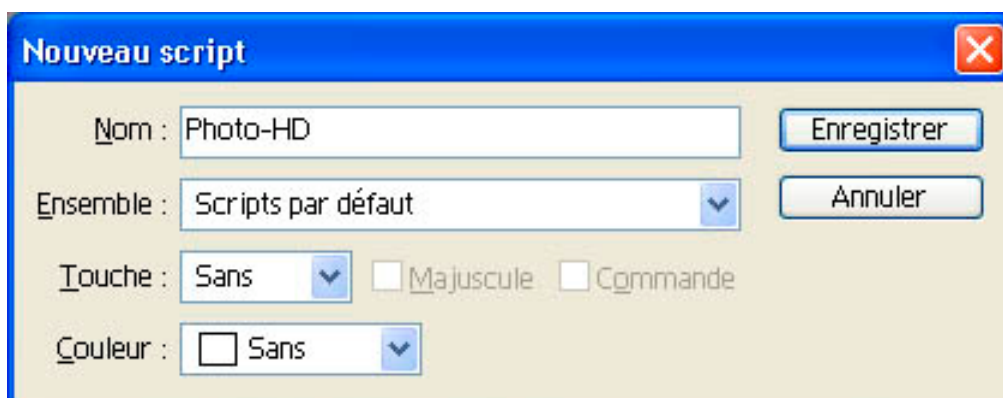 Nouveau script
Nom : Photo-HD Enregistrer
Ensemble : Scripts par défaut Annuler
Touche : Sans Majuscule Commande
Couleur : Sans